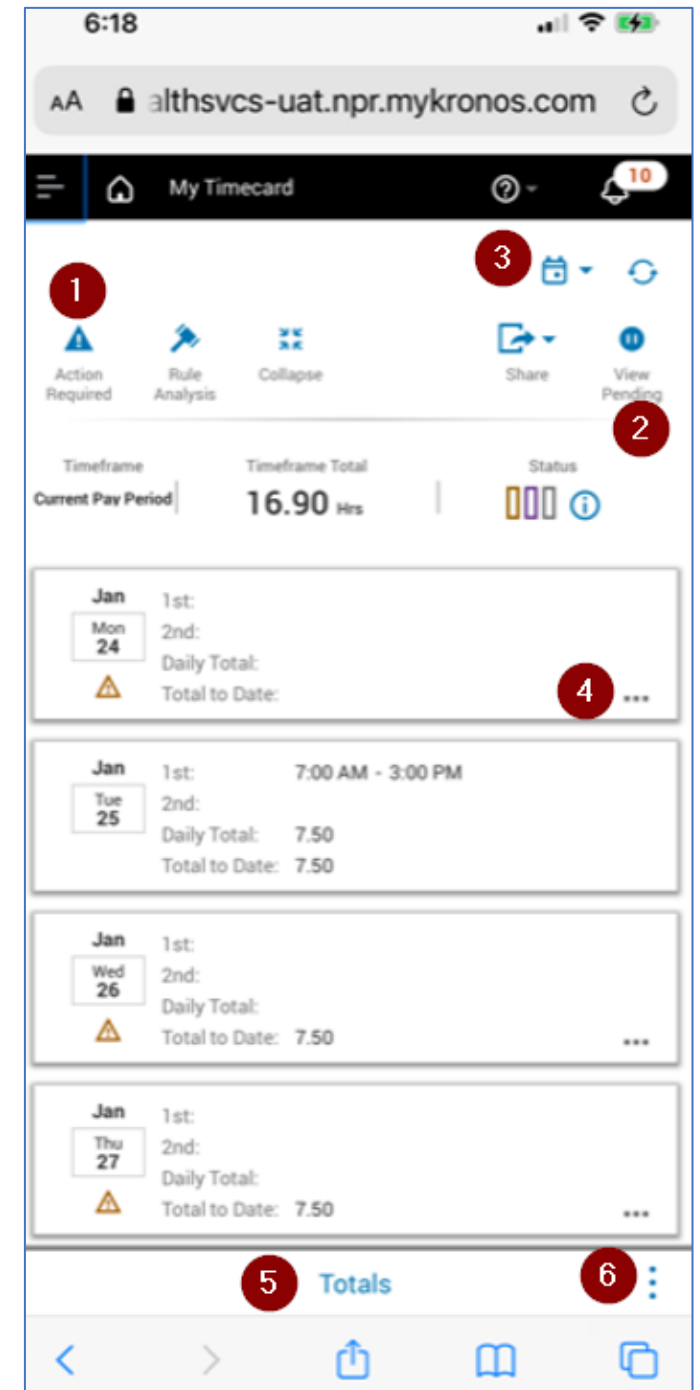 6:18
AA althsvcs-uat.npr.mykronos.com
My Timecard 10
3
1
Action Required
Rule Analysis
Collapse
Share
View Pending
2
Timeframe
Current Pay Period
Timeframe Total
16.90 Hrs
Status
Jan
Mon
24
1st:
2nd:
Daily Total:
Total to Date:
4 ...
Jan
Tue
25
1st: 7:00 AM - 3:00 PM
2nd:
Daily Total: 7.50
Total to Date: 7.50
Jan
Wed
26
1st:
2nd:
Daily Total:
Total to Date: 7.50
...
Jan
Thu
27
1st:
2nd:
Daily Total:
Total to Date: 7.50
...
5 Totals 6